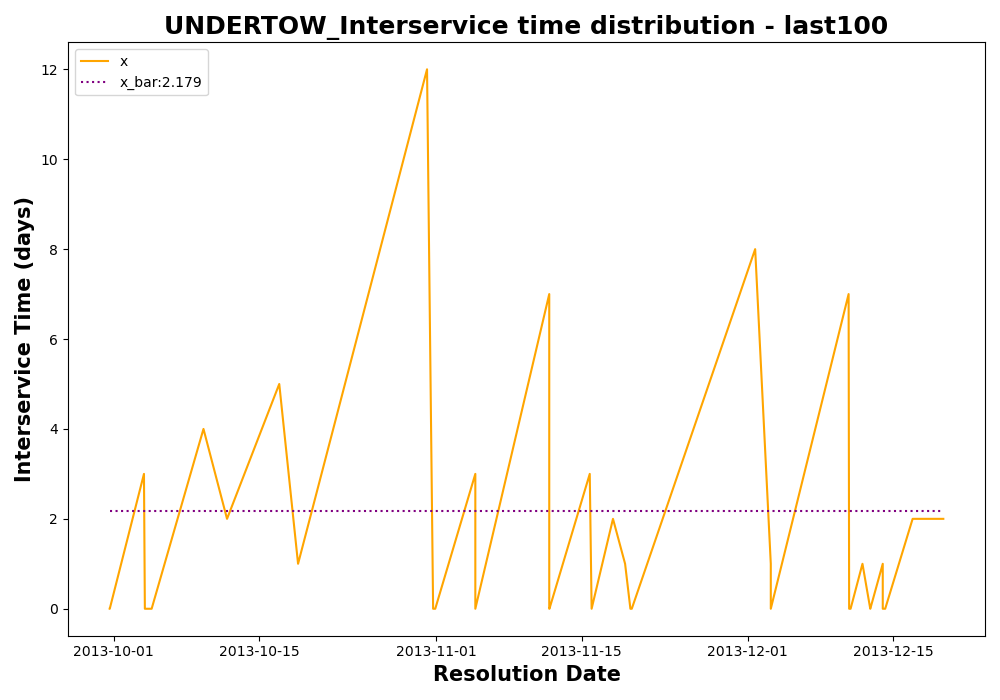 UNDERTOW_Interservice time distribution - last100
x
x_bar:2.179
Interservice Time (days)
12
10
8
6
4
2
0
2013-10-01
2013-10-15
2013-11-01
2013-11-15
2013-12-01
2013-12-15
Resolution Date